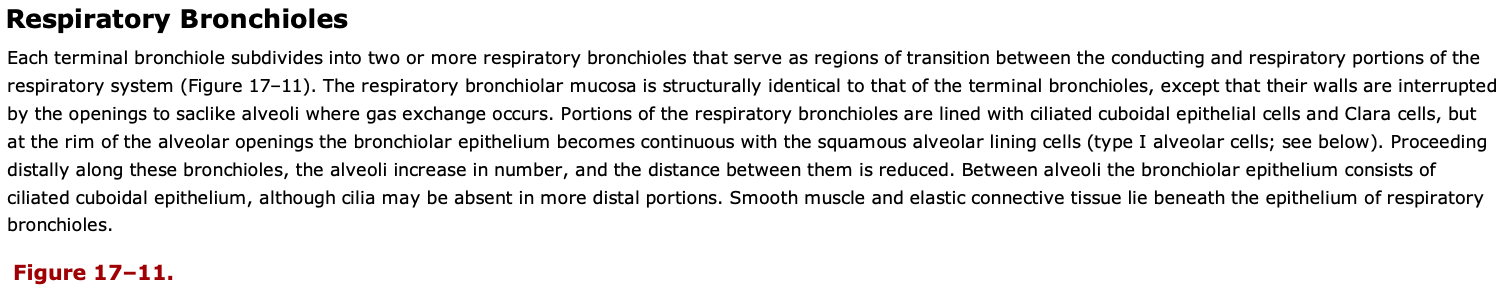 Respiratory Bronchioles
Each terminal bronchiole subdivides into two or more respiratory bronchioles that serve as regions of transition between the conducting and respiratory portions of the
respiratory system (Figure 17–11). The respiratory bronchiolar mucosa is structurally identical to that of the terminal bronchioles, except that their walls are interrupted
by the openings to saclike alveoli where gas exchange occurs. Portions of the respiratory bronchioles are lined with ciliated cuboidal epithelial cells and Clara cells, but
at the rim of the alveolar openings the bronchiolar epithelium becomes continuous with the squamous alveolar lining cells (type I alveolar cells; see below). Proceeding
distally along these bronchioles, the alveoli increase in number, and the distance between them is reduced. Between alveoli the bronchiolar epithelium consists of
ciliated cuboidal epithelium, although cilia may be absent in more distal portions. Smooth muscle and elastic connective tissue lie beneath the epithelium of respiratory
bronchioles.
Figure 17–11.